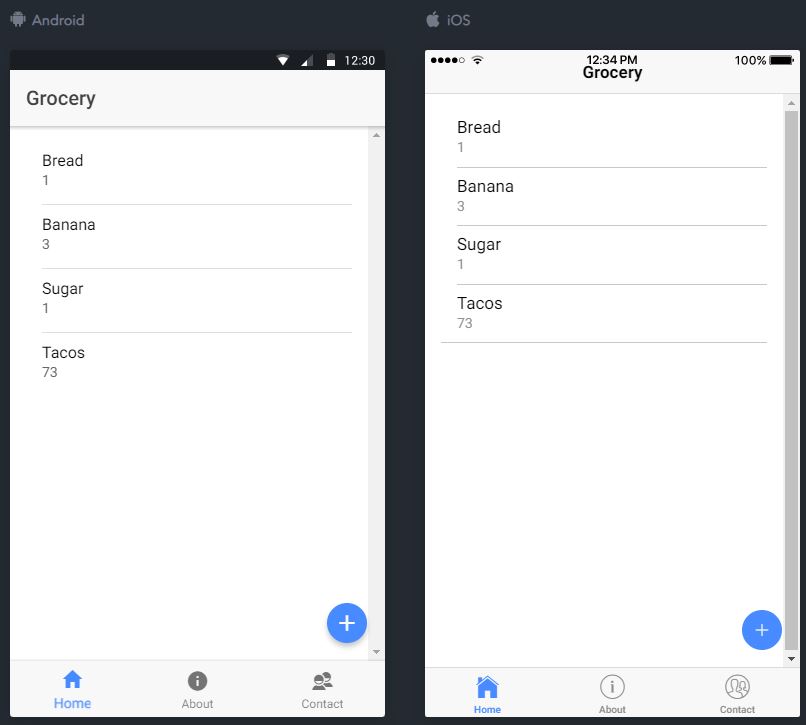 Android
12:30
Grocery
Bread
1
Banana
3
Sugar
1
Tacos
73
Home
About
Contact
iOS
12:34 PM
100%
Grocery
Bread
1
Banana
3
Sugar
1
Tacos
73
Home
About
Contact